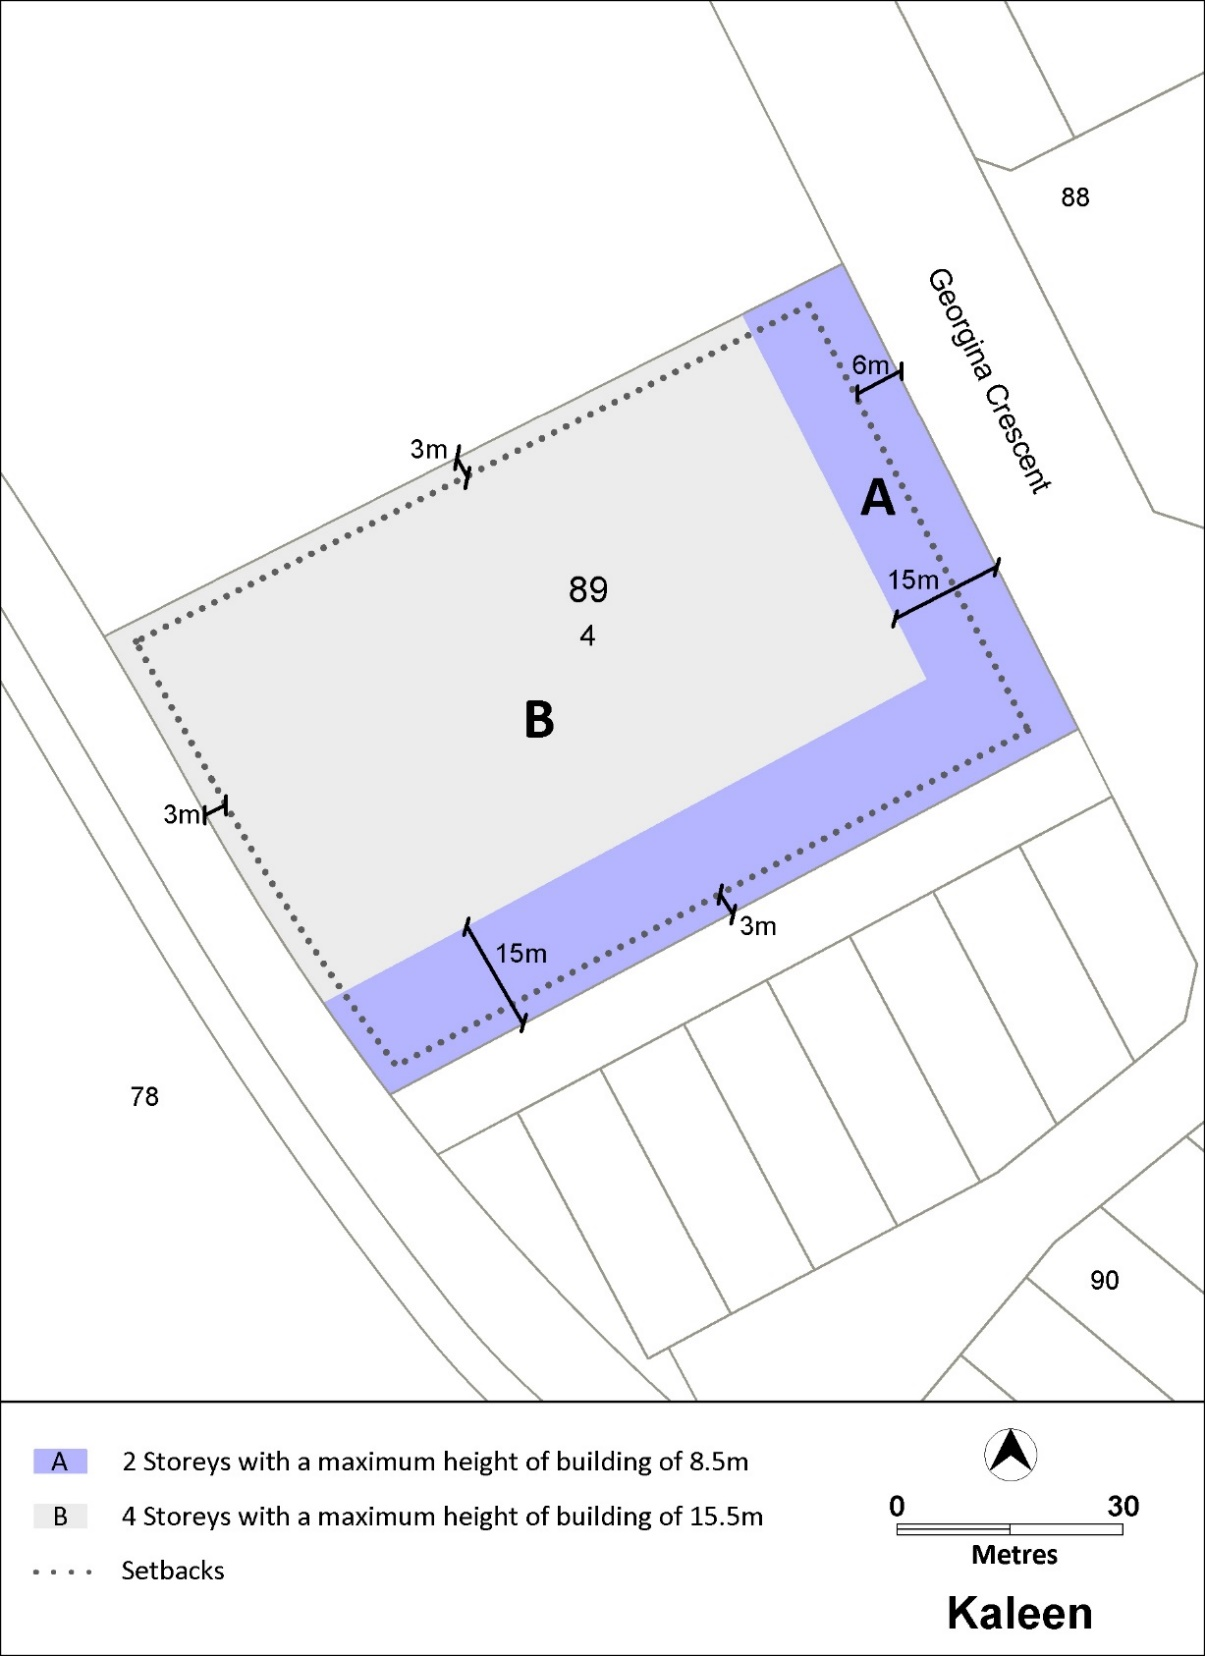 88
Georgina Crescent
6m
3m
A
15m
89
4
B
3m
3m
15m
78
90
A 2 Storeys with a maximum height of building of 8.5m
B 4 Storeys with a maximum height of building of 15.5m
Setbacks
0 30
Metres
Kaleen